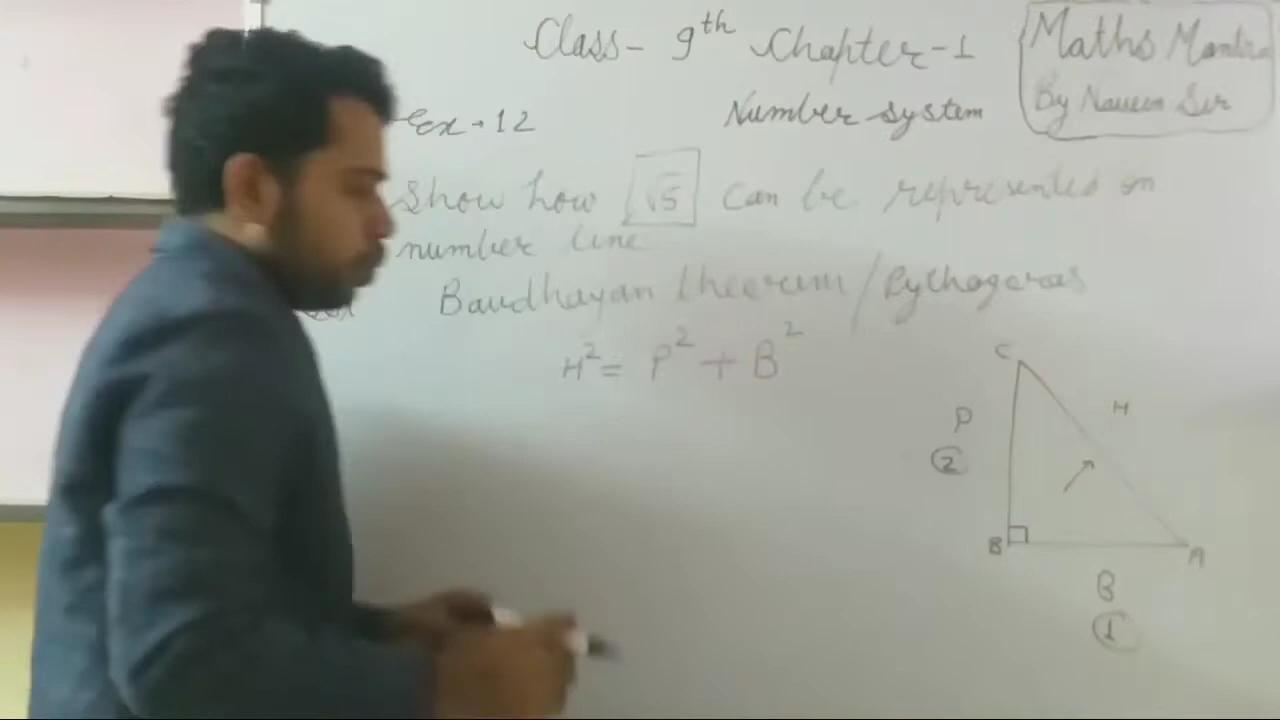 Class- 9th Chapter-1
Maths Mantra
By Naveen Sir
Ex-12
Number system
Show how √5 can be represented on
number line
Baudhayan theorem / Pythagoras
H² = P² + B²
C
P
H
2
B
A
B
1